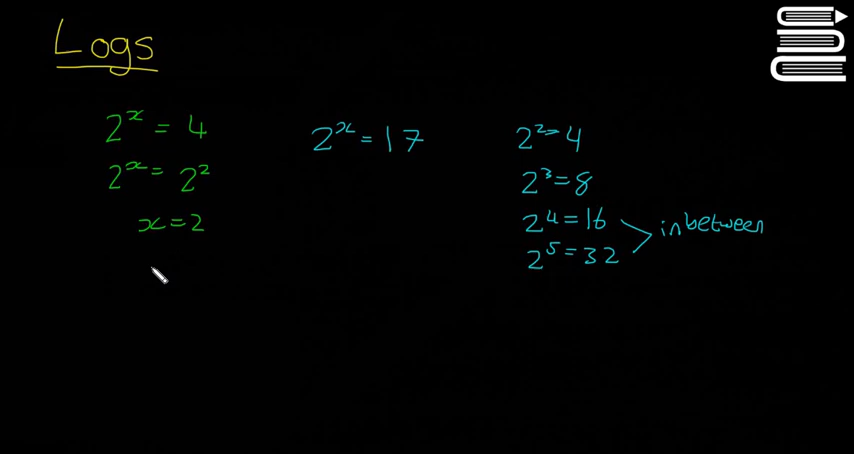 Logs
2^x = 4
2^x = 2^2
x = 2
2^x = 17
2^2 = 4
2^3 = 8
2^4 = 16
2^5 = 32
inbetween